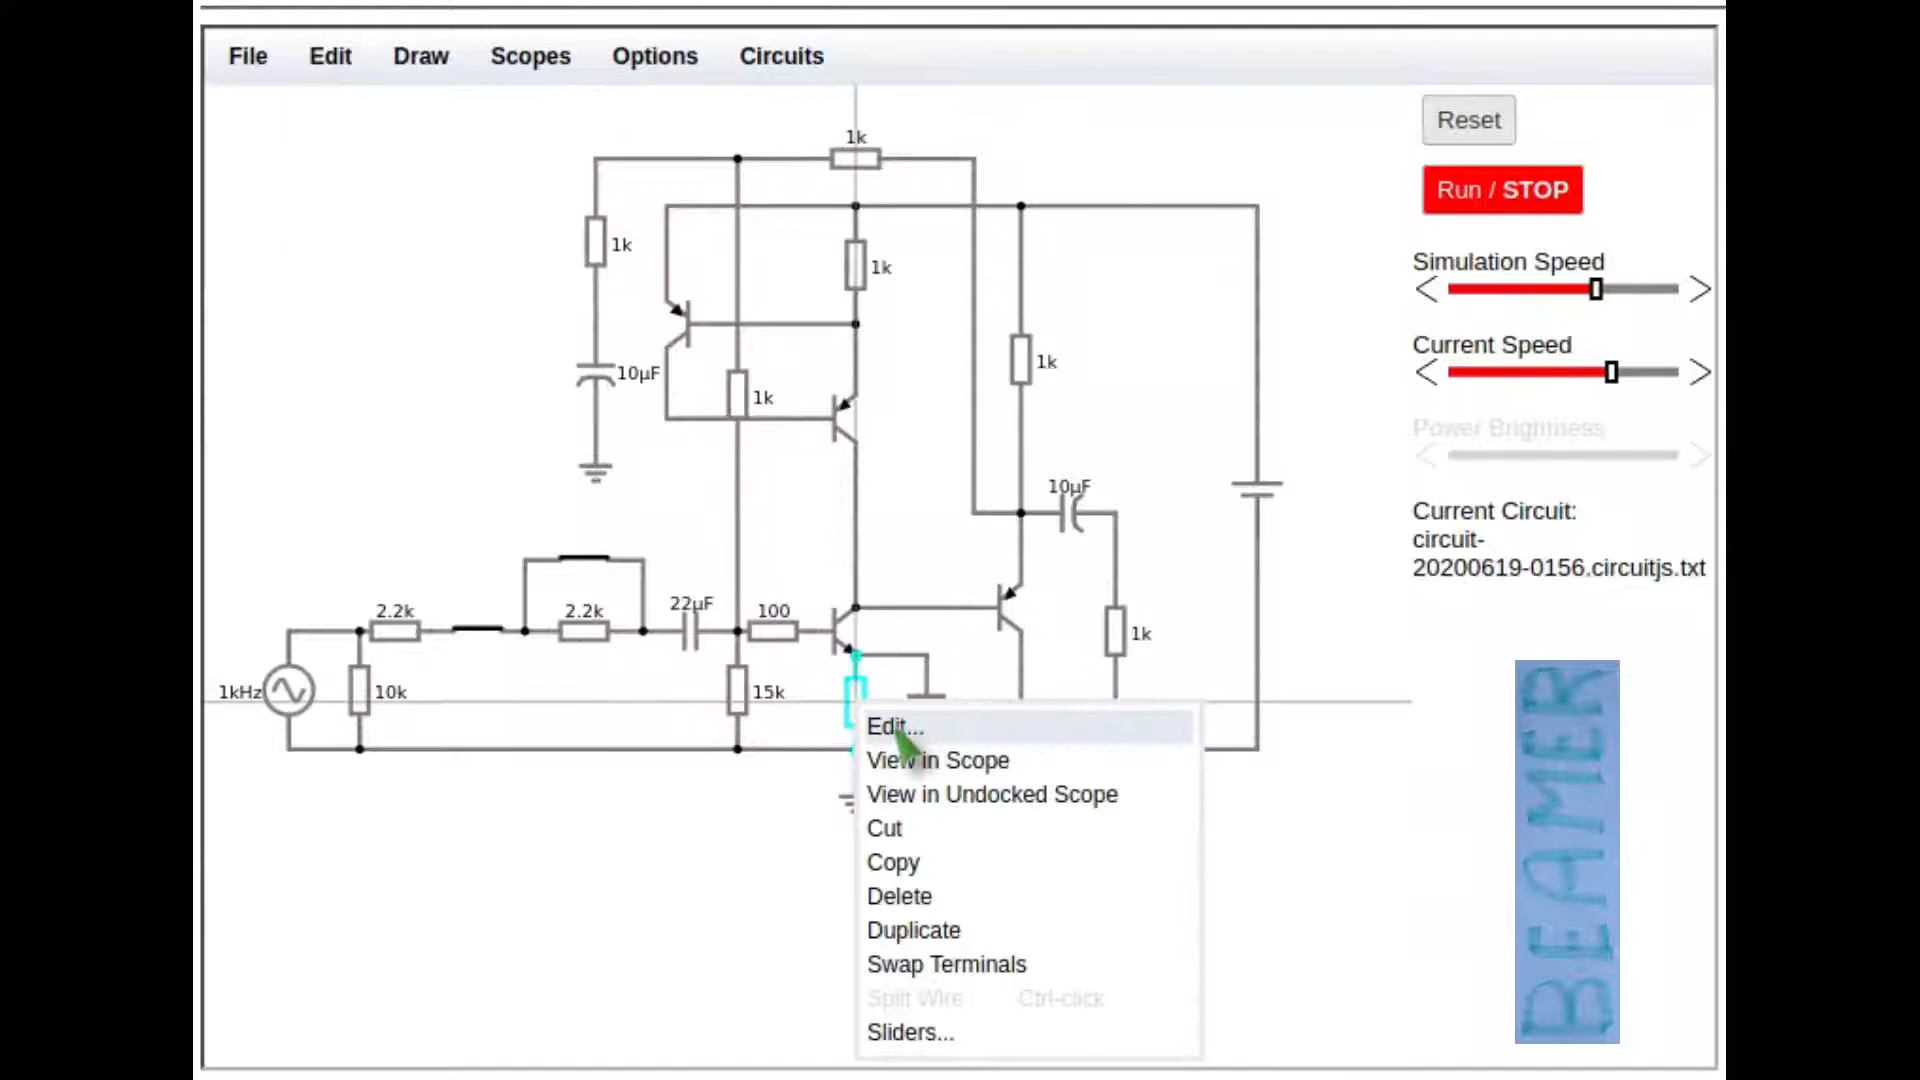 File Edit Draw Scopes Options Circuits
Reset
Run / STOP
Simulation Speed
Current Speed
Power Brightness
Current Circuit:
circuit-
20200619-0156.circuitjs.txt
1k
1k
1k
10µF
1k
1k
10µF
2.2k
2.2k
22µF
100
1k
1kHz
10k
15k
Edit...
View in Scope
View in Undocked Scope
Cut
Copy
Delete
Duplicate
Swap Terminals
Split Wire Ctrl-click
Sliders...
BEAMER